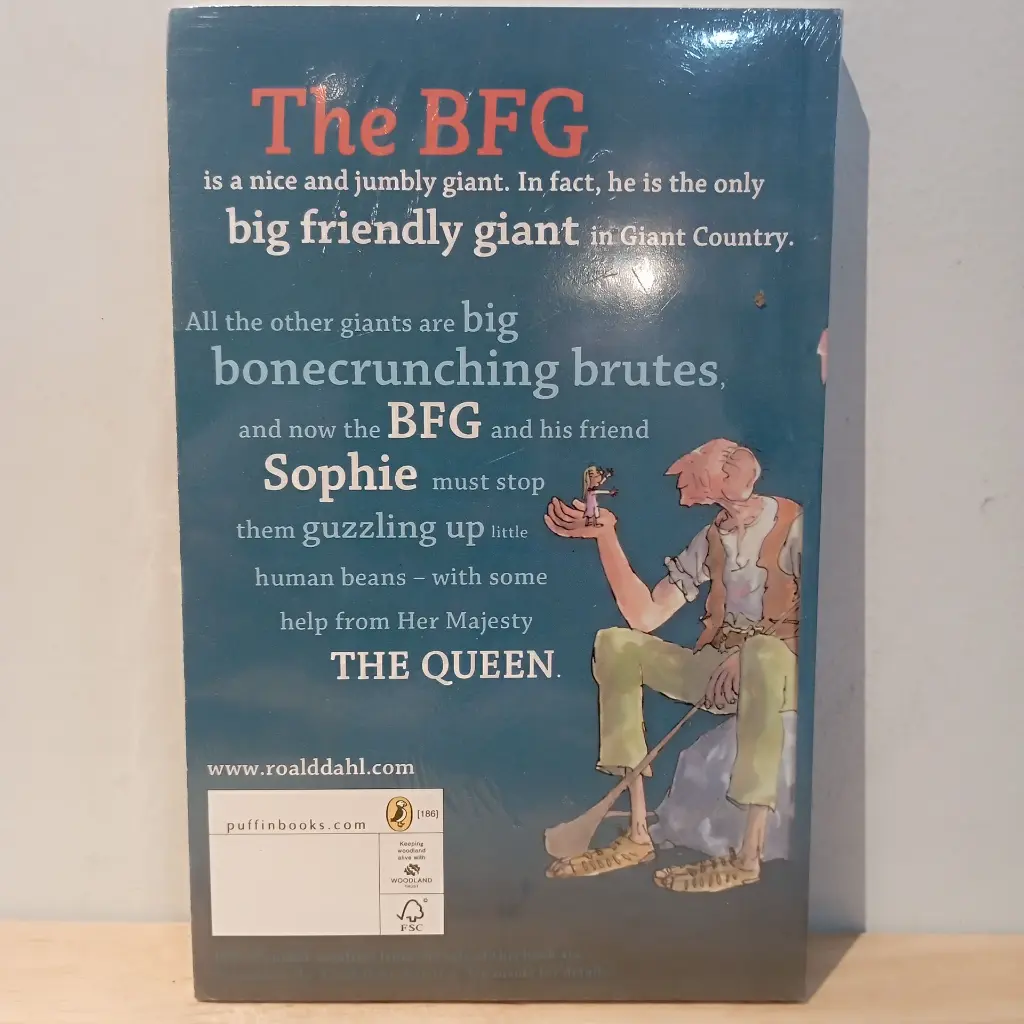 The BFG
is a nice and jumbly giant. In fact, he is the only
big friendly giant in Giant Country.
All the other giants are big
bonecrunching brutes,
and now the BFG and his friend
Sophie must stop
them guzzling up little
human beans – with some
help from Her Majesty
THE QUEEN.
www.roalddahl.com
puffinbooks.com
[186]
Keeping
woodland
alive with
WOODLAND
TRUST
FSC